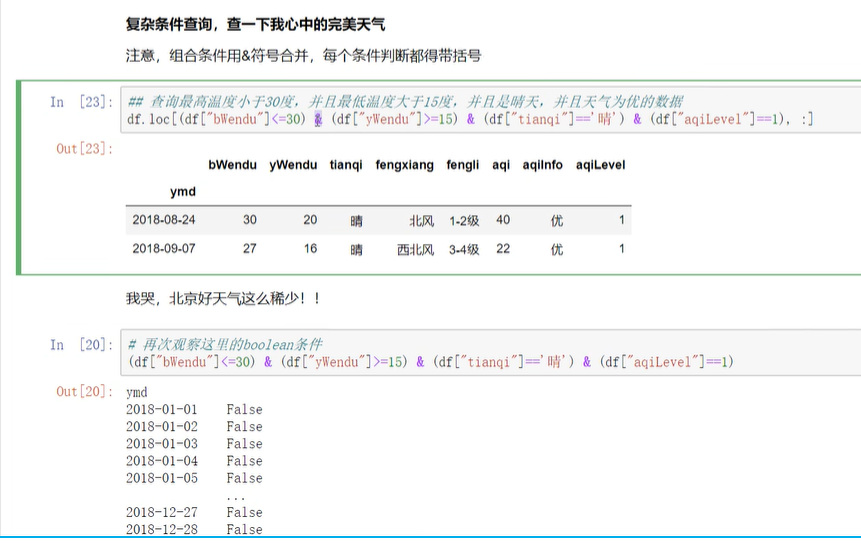 复杂条件查询，查一下我心中的完美天气
注意，组合条件用&符号合并，每个条件判断都得带括号
In [23]:
## 查询最高温度小于30度，并且最低温度大于15度，并且是晴天，并且天气为优的数据
df.loc[(df["bWendu"]<=30) & (df["yWendu"]>=15) & (df["tianqi"]=='晴') & (df["aqiLevel"]==1), :]
Out[23]:
bWendu yWendu tianqi fengxiang fengli aqi aqiInfo aqiLevel
ymd
2018-08-24 30 20 晴 北风 1-2级 40 优 1
2018-09-07 27 16 晴 西北风 3-4级 22 优 1
我哭，北京好天气这么稀少！！
In [20]:
# 再次观察这里的boolean条件
(df["bWendu"]<=30) & (df["yWendu"]>=15) & (df["tianqi"]=='晴') & (df["aqiLevel"]==1)
Out[20]:
ymd
2018-01-01 False
2018-01-02 False
2018-01-03 False
2018-01-04 False
2018-01-05 False
...
2018-12-27 False
2018-12-28 False